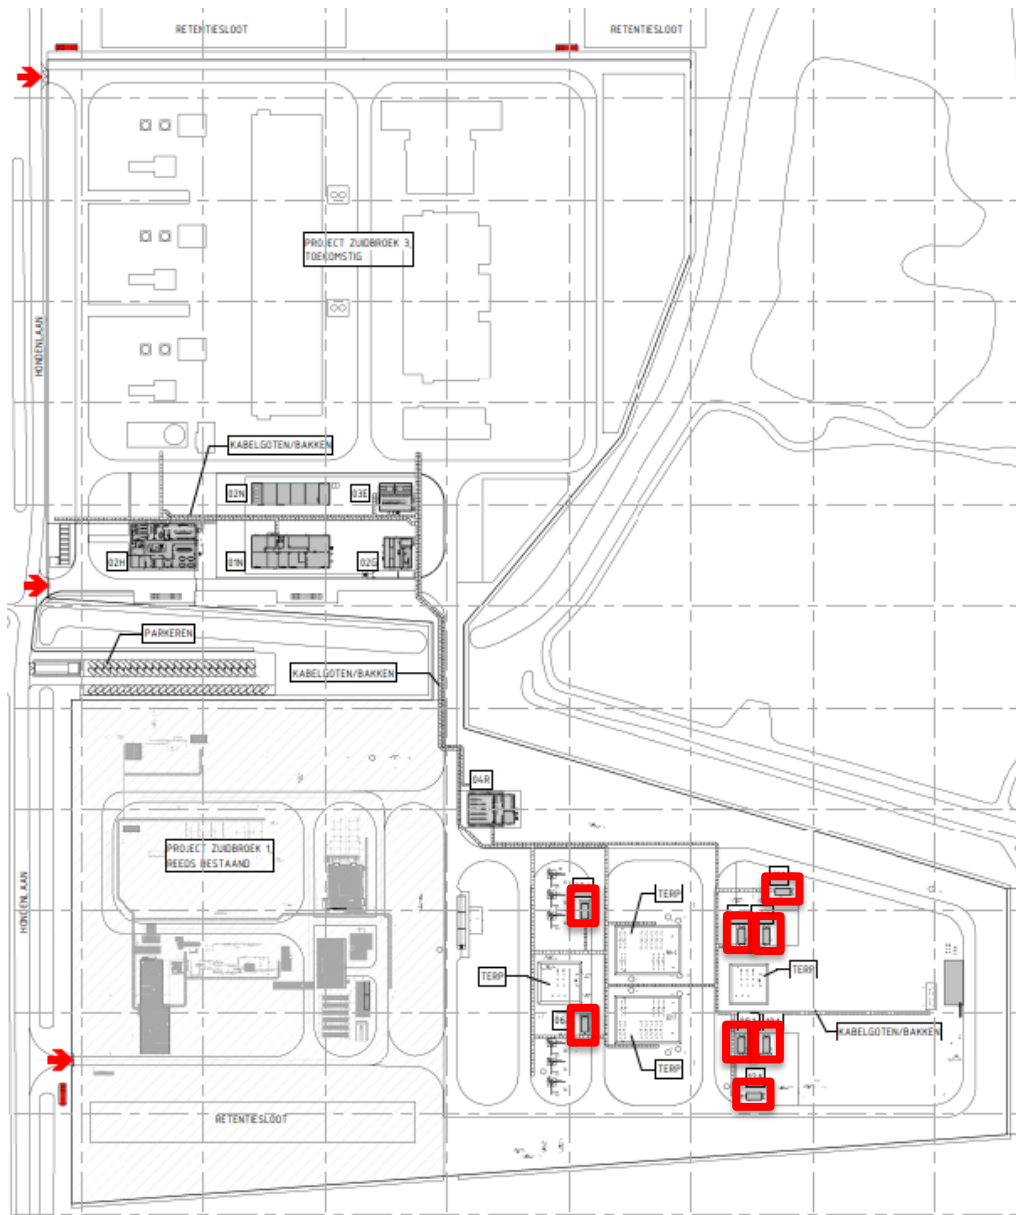 RETENTIESLOOT
RETENTIESLOOT
PROJECT ZUIDBROEK 3,
TOEKOMSTIG
HONDENLAAN
KABELGOTEN/BAKKEN
02N
03E
02H
01N
02G
PARKEREN
KABELGOTEN/BAKKEN
04R
PROJECT ZUIDBROEK 1,
REEDS BESTAAND
HONDENLAAN
TERP
TERP
TERP
06
KABELGOTEN/BAKKEN
TERP
RETENTIESLOOT